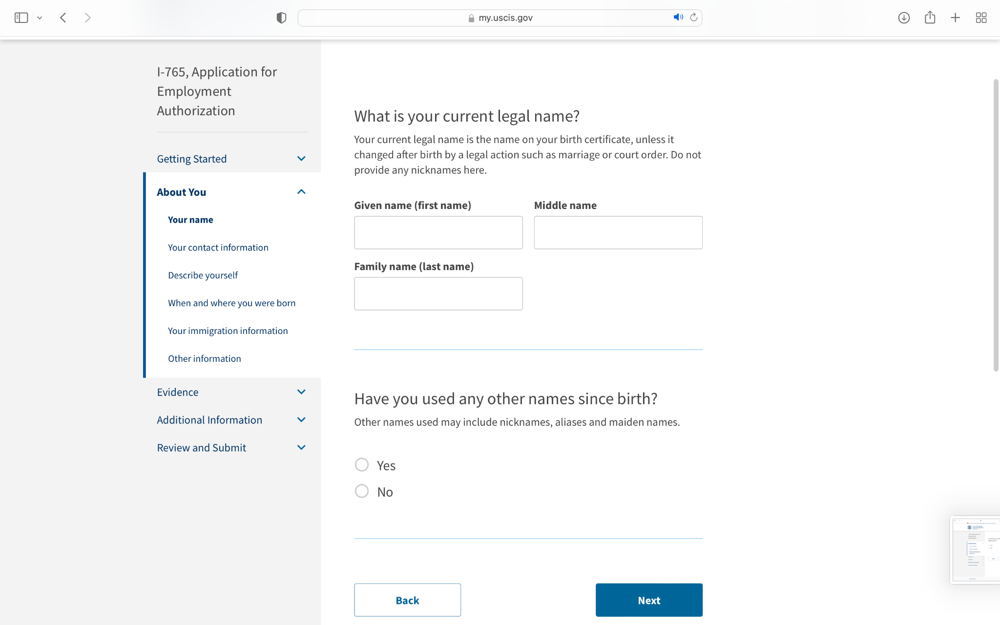 my.uscis.gov
I-765, Application for
Employment
Authorization
Getting Started
About You
Your name
Your contact information
Describe yourself
When and where you were born
Your immigration information
Other information
Evidence
Additional Information
Review and Submit
What is your current legal name?
Your current legal name is the name on your birth certificate, unless it
changed after birth by a legal action such as marriage or court order. Do not
provide any nicknames here.
Given name (first name)
Middle name
Family name (last name)
Have you used any other names since birth?
Other names used may include nicknames, aliases and maiden names.
Yes
No
Back
Next